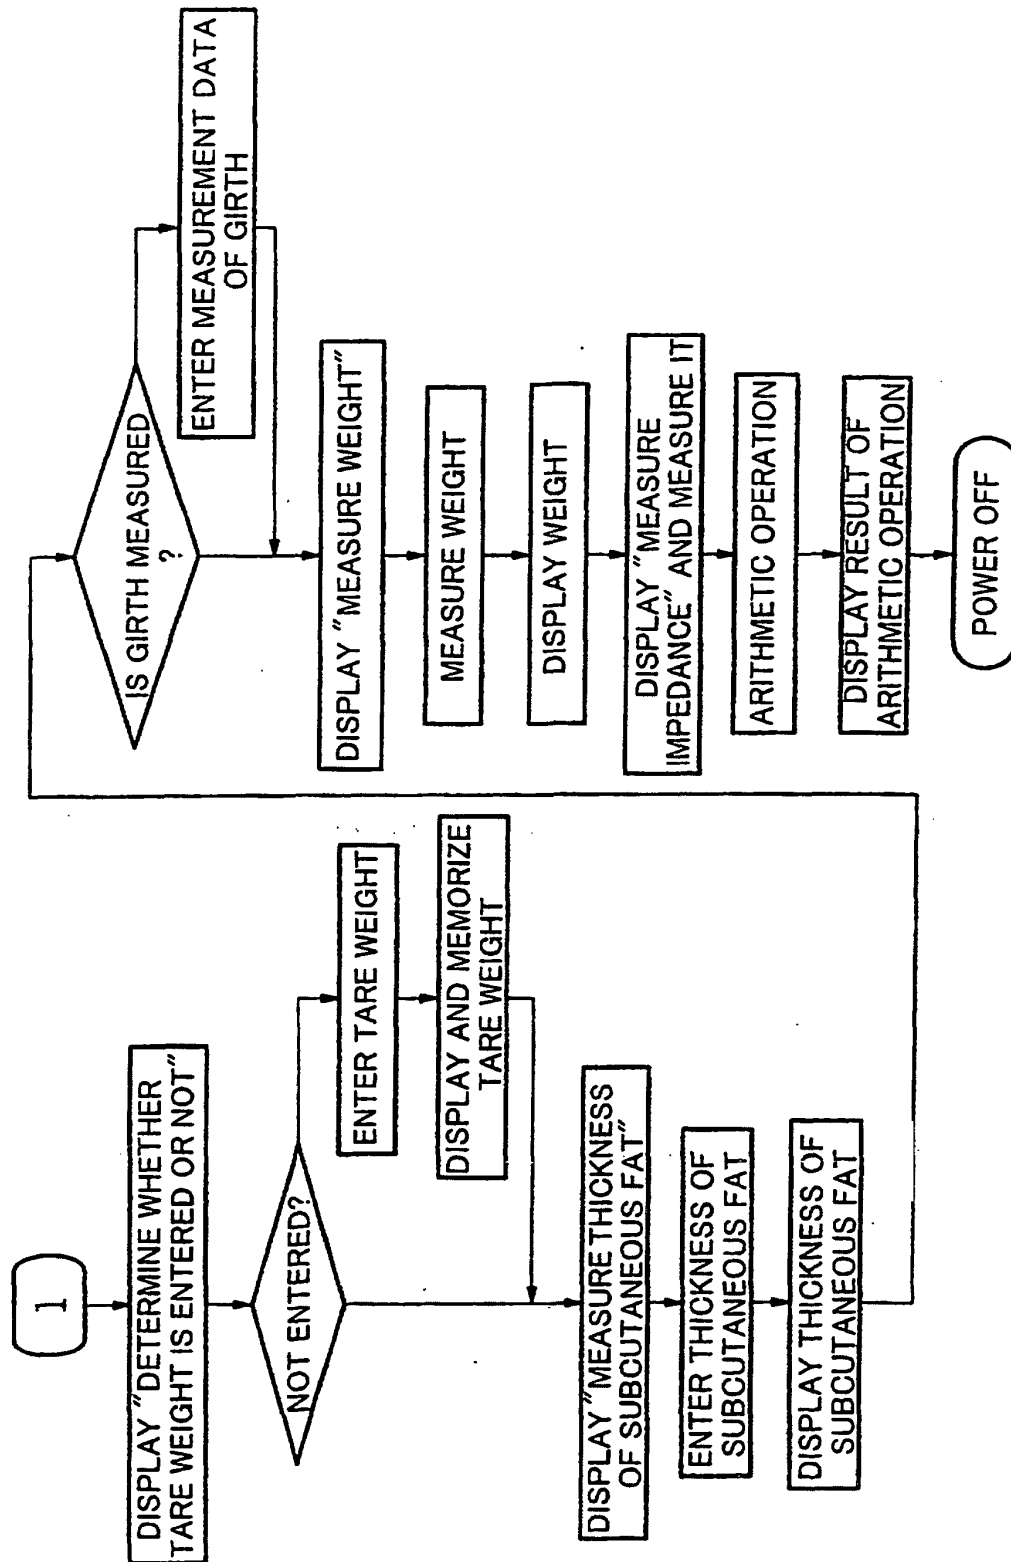 1
DISPLAY "DETERMINE WHETHER
TARE WEIGHT IS ENTERED OR NOT"
NOT ENTERED?
ENTER TARE WEIGHT
DISPLAY AND MEMORIZE
TARE WEIGHT
DISPLAY "MEASURE THICKNESS
OF SUBCUTANEOUS FAT"
ENTER THICKNESS OF
SUBCUTANEOUS FAT
DISPLAY THICKNESS OF
SUBCUTANEOUS FAT
IS GIRTH MEASURED
?
ENTER MEASUREMENT DATA
OF GIRTH
DISPLAY "MEASURE WEIGHT"
MEASURE WEIGHT
DISPLAY WEIGHT
DISPLAY "MEASURE
IMPEDANCE" AND MEASURE IT
ARITHMETIC OPERATION
DISPLAY RESULT OF
ARITHMETIC OPERATION
POWER OFF